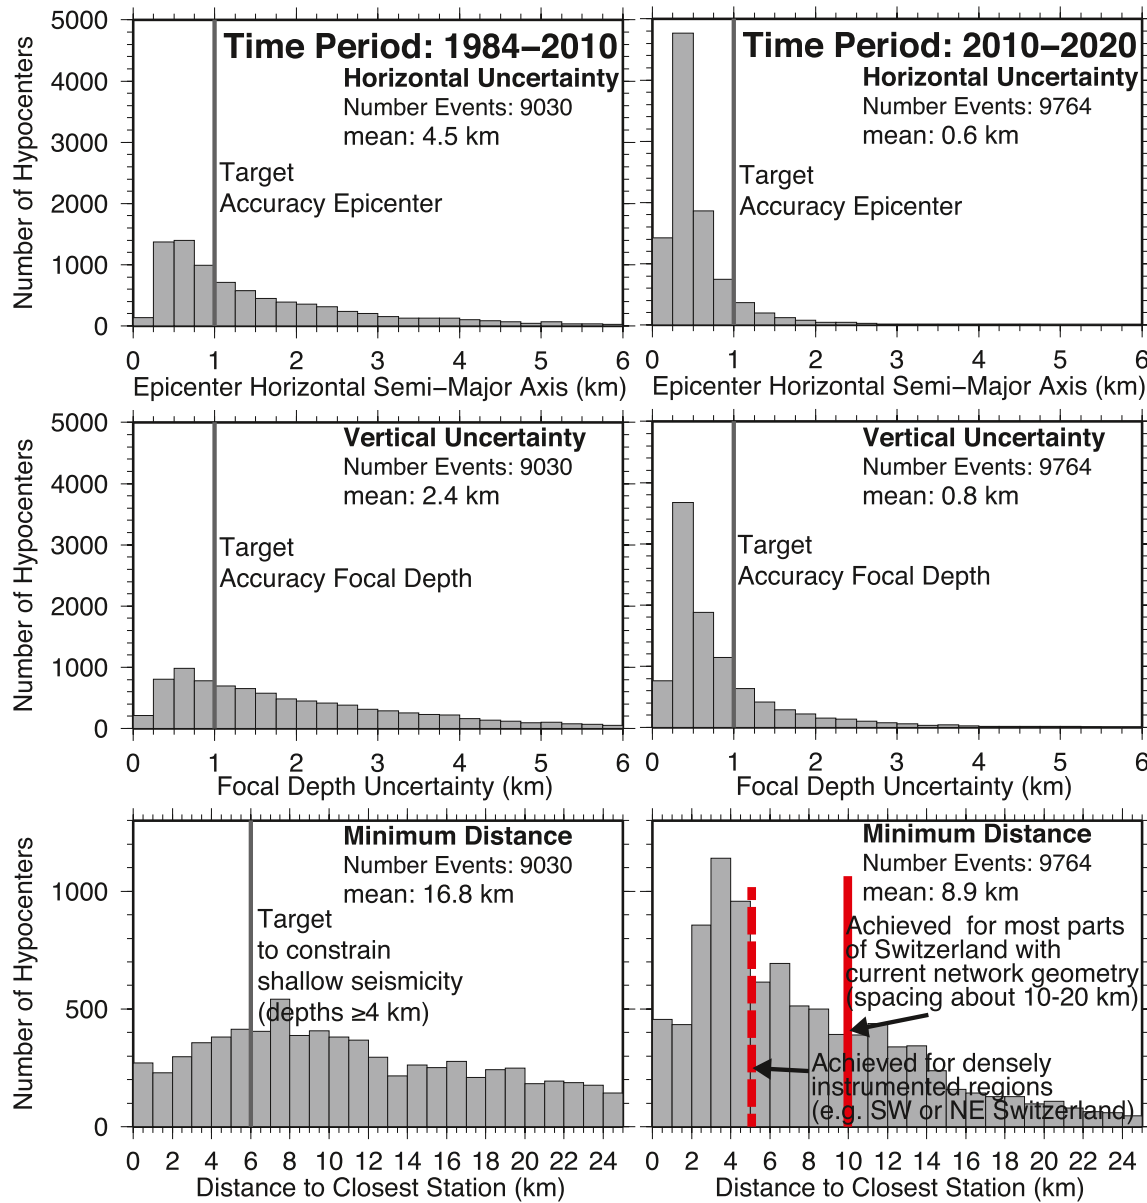 Time Period: 1984–2010
Horizontal Uncertainty
Number Events: 9030
mean: 4.5 km
Target
Accuracy Epicenter
Number of Hypocenters
5000
4000
3000
2000
1000
0
0 1 2 3 4 5 6
Epicenter Horizontal Semi–Major Axis (km)
Time Period: 2010–2020
Horizontal Uncertainty
Number Events: 9764
mean: 0.6 km
Target
Accuracy Epicenter
0 1 2 3 4 5 6
Epicenter Horizontal Semi–Major Axis (km)
Vertical Uncertainty
Number Events: 9030
mean: 2.4 km
Target
Accuracy Focal Depth
Number of Hypocenters
5000
4000
3000
2000
1000
0
0 1 2 3 4 5 6
Focal Depth Uncertainty (km)
Vertical Uncertainty
Number Events: 9764
mean: 0.8 km
Target
Accuracy Focal Depth
0 1 2 3 4 5 6
Focal Depth Uncertainty (km)
Minimum Distance
Number Events: 9030
mean: 16.8 km
Target
to constrain
shallow seismicity
(depths ≥4 km)
Number of Hypocenters
1000
500
0
0 2 4 6 8 10 12 14 16 18 20 22 24
Distance to Closest Station (km)
Minimum Distance
Number Events: 9764
mean: 8.9 km
Achieved for most parts
of Switzerland with
current network geometry
(spacing about 10-20 km)
Achieved for densely
instrumented regions
(e.g. SW or NE Switzerland)
0 2 4 6 8 10 12 14 16 18 20 22 24
Distance to Closest Station (km)